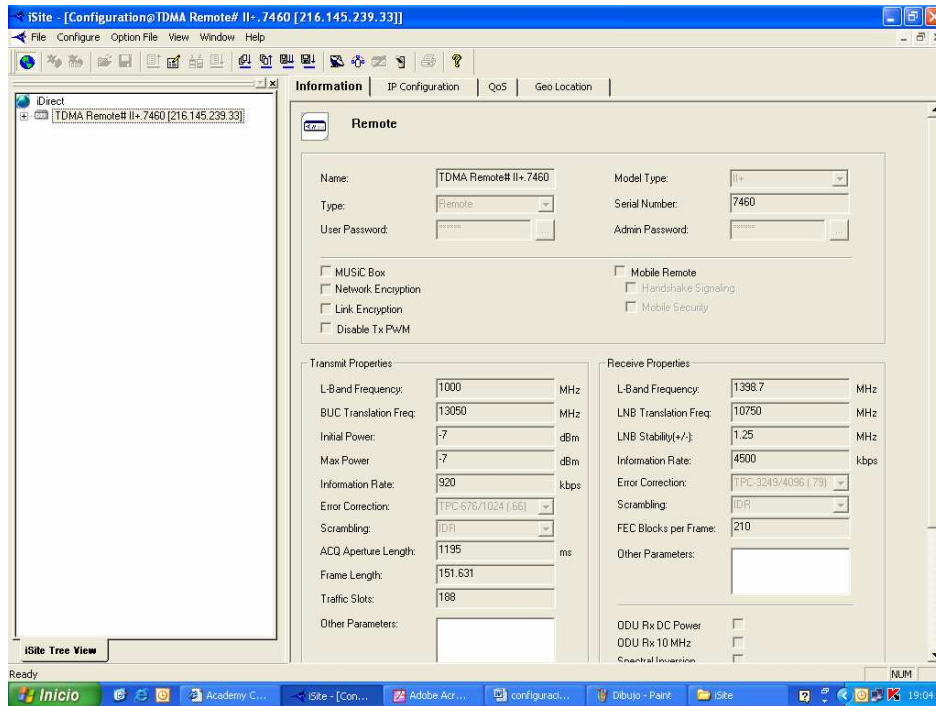 iSite - [Configuration@TDMA Remote# II+.7460 [216.145.239.33]]
File Configure Option File View Window Help
Information IP Configuration QoS Geo Location
iDirect
TDMA Remote# II+.7460 [216.145.239.33]
Remote
Name: TDMA Remote# II+.7460 Model Type: II+
Type: Remote Serial Number: 7460
User Password: ****** ... Admin Password: ****** ...
MUSiC Box Mobile Remote
Network Encryption Handshake Signaling
Link Encryption Mobile Security
Disable Tx PWM
Transmit Properties Receive Properties
L-Band Frequency: 1000 MHz L-Band Frequency: 1398.7 MHz
BUC Translation Freq: 13050 MHz LNB Translation Freq: 10750 MHz
Initial Power: -7 dBm LNB Stability(+/-): 1.25 MHz
Max Power -7 dBm Information Rate: 4500 kbps
Information Rate: 920 kbps Error Correction: TPC-3249/4096 (.79)
Error Correction: TPC-676/1024 (.66) Scrambling: IDR
Scrambling: IDR FEC Blocks per Frame: 210
ACQ Aperture Length: 1195 ms Other Parameters:
Frame Length: 151.631
Traffic Slots: 188
Other Parameters: ODU Rx DC Power
ODU Rx 10 MHz
Spectral Inversion
iSite Tree View
Ready NUM
Inicio Academy C... iSite - [Con... Adobe Acr... configuraci... Dibujo - Paint iSite 19:04